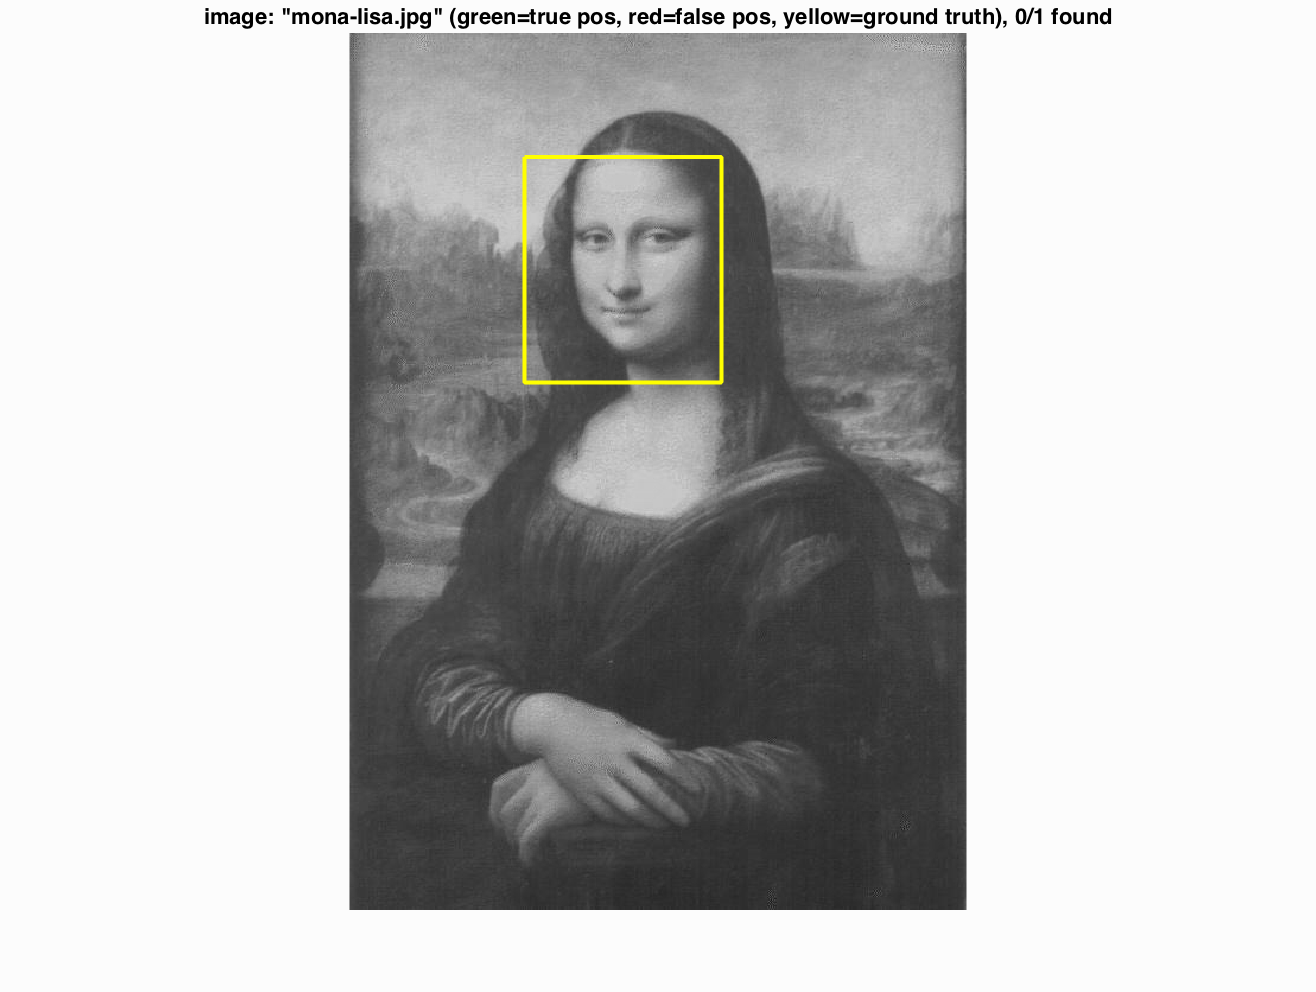 image: "mona-lisa.jpg" (green=true pos, red=false pos, yellow=ground truth), 0/1 found